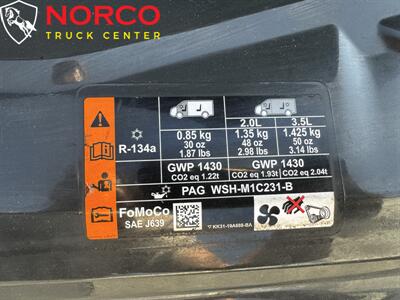 NORCO
TRUCK CENTER
2.0L 3.5L
R-134a
0.85 kg 1.35 kg 1.425 kg
30 oz 48 oz 50 oz
1.87 lbs 2.98 lbs 3.14 lbs
GWP 1430 GWP 1430
CO2 eq 1.22t CO2 eq 1.93t CO2 eq 2.04t
PAG WSH-M1C231-B
FoMoCo
SAE J639